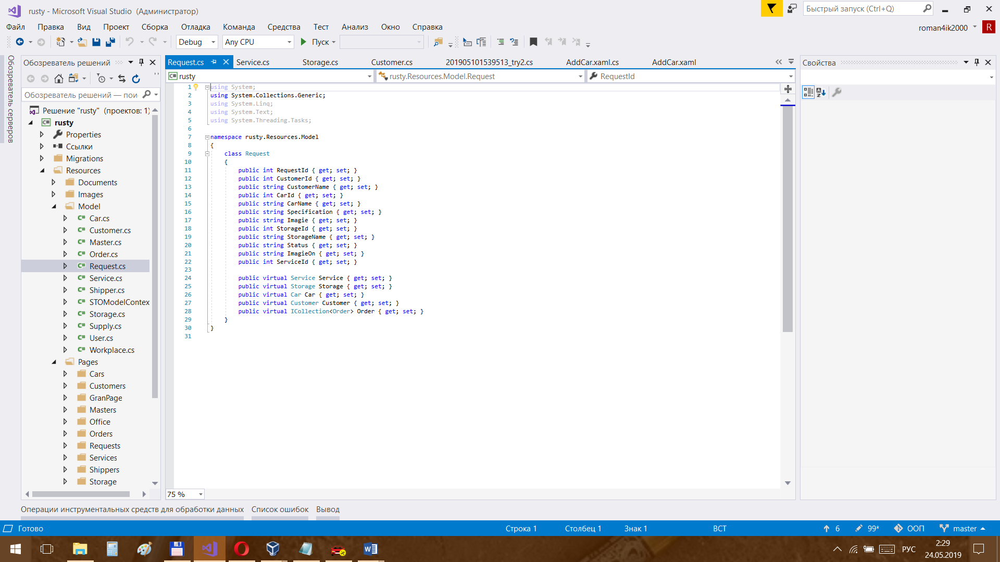 rusty - Microsoft Visual Studio (Администратор)
Быстрый запуск (Ctrl+Q)
Файл Правка Вид Проект Сборка Отладка Команда Средства Тест Анализ Окно Справка
roman4ik2000 R
Debug Any CPU Пуск
Обозреватель серверов
Обозреватель решений
Обозреватель решений — пои
Решение "rusty" (проектов: 1)
C# rusty
Properties
Ссылки
Migrations
Resources
Documents
Images
Model
C# Car.cs
C# Customer.cs
C# Master.cs
C# Order.cs
C# Request.cs
C# Service.cs
C# Shipper.cs
C# STOModelContex
C# Storage.cs
C# Supply.cs
C# User.cs
C# Workplace.cs
Pages
Cars
Customers
GranPage
Masters
Office
Orders
Requests
Services
Shippers
Storage
Request.cs Service.cs Storage.cs Customer.cs 201905101539513_try2.cs AddCar.xaml.cs AddCar.xaml
C# rusty rusty.Resources.Model.Request RequestId
1 using System;
2 using System.Collections.Generic;
3 using System.Linq;
4 using System.Text;
5 using System.Threading.Tasks;
6
7 namespace rusty.Resources.Model
8 {
9 class Request
10 {
11 public int RequestId { get; set; }
12 public int CustomerId { get; set; }
13 public string CustomerName { get; set; }
14 public int CarId { get; set; }
15 public string CarName { get; set; }
16 public string Specification { get; set; }
17 public string Imagie { get; set; }
18 public int StorageId { get; set; }
19 public string StorageName { get; set; }
20 public string Status { get; set; }
21 public string ImagieOn { get; set; }
22 public int ServiceId { get; set; }
23
24 public virtual Service Service { get; set; }
25 public virtual Storage Storage { get; set; }
26 public virtual Car Car { get; set; }
27 public virtual Customer Customer { get; set; }
28 public virtual ICollection<Order> Order { get; set; }
29 }
30 }
31
75 %
Свойства
Операции инструментальных средств для обработки данных Список ошибок Вывод
Готово Строка 1 Столбец 1 Знак 1 ВСТ 6 99* ООП master
РУС
2:29
24.05.2019